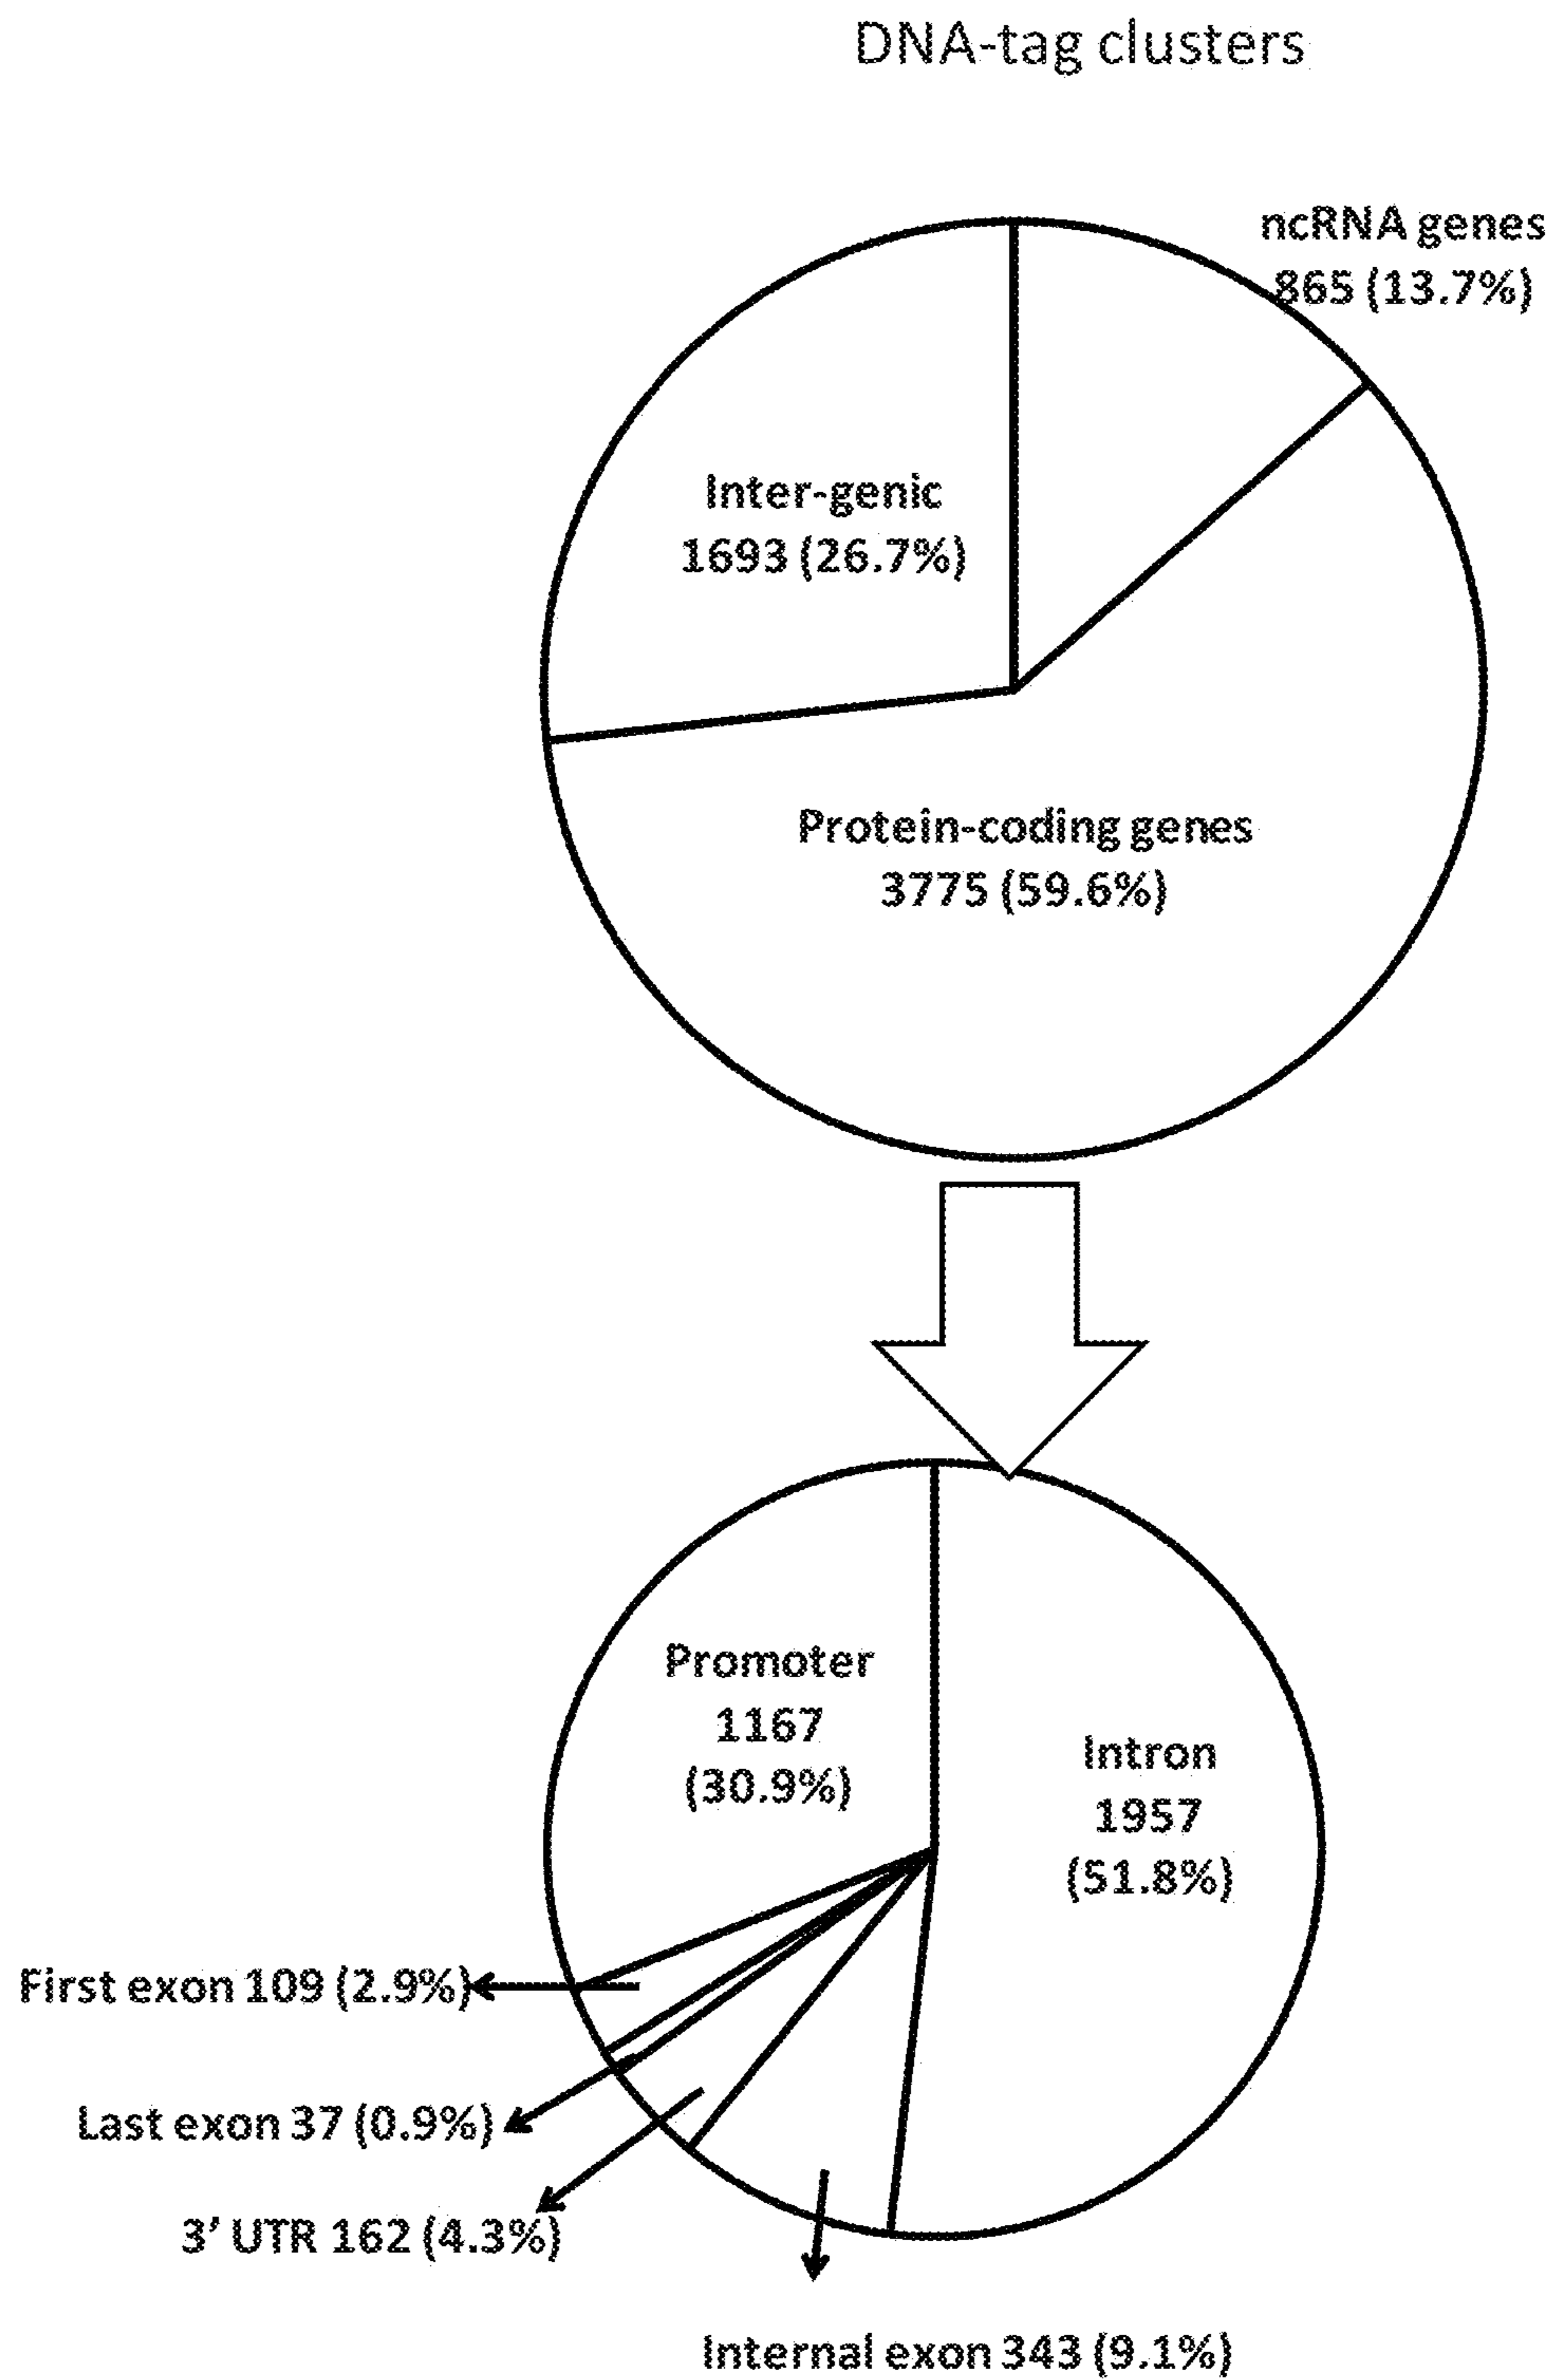 DNA-tag clusters
ncRNA genes
865 (13.7%)
Inter-genic
1693 (26.7%)
Protein-coding genes
3775 (59.6%)
Promoter
1167
(30.9%)
Intron
1957
(51.8%)
First exon 109 (2.9%)
Last exon 37 (0.9%)
3’ UTR 162 (4.3%)
Internal exon 343 (9.1%)